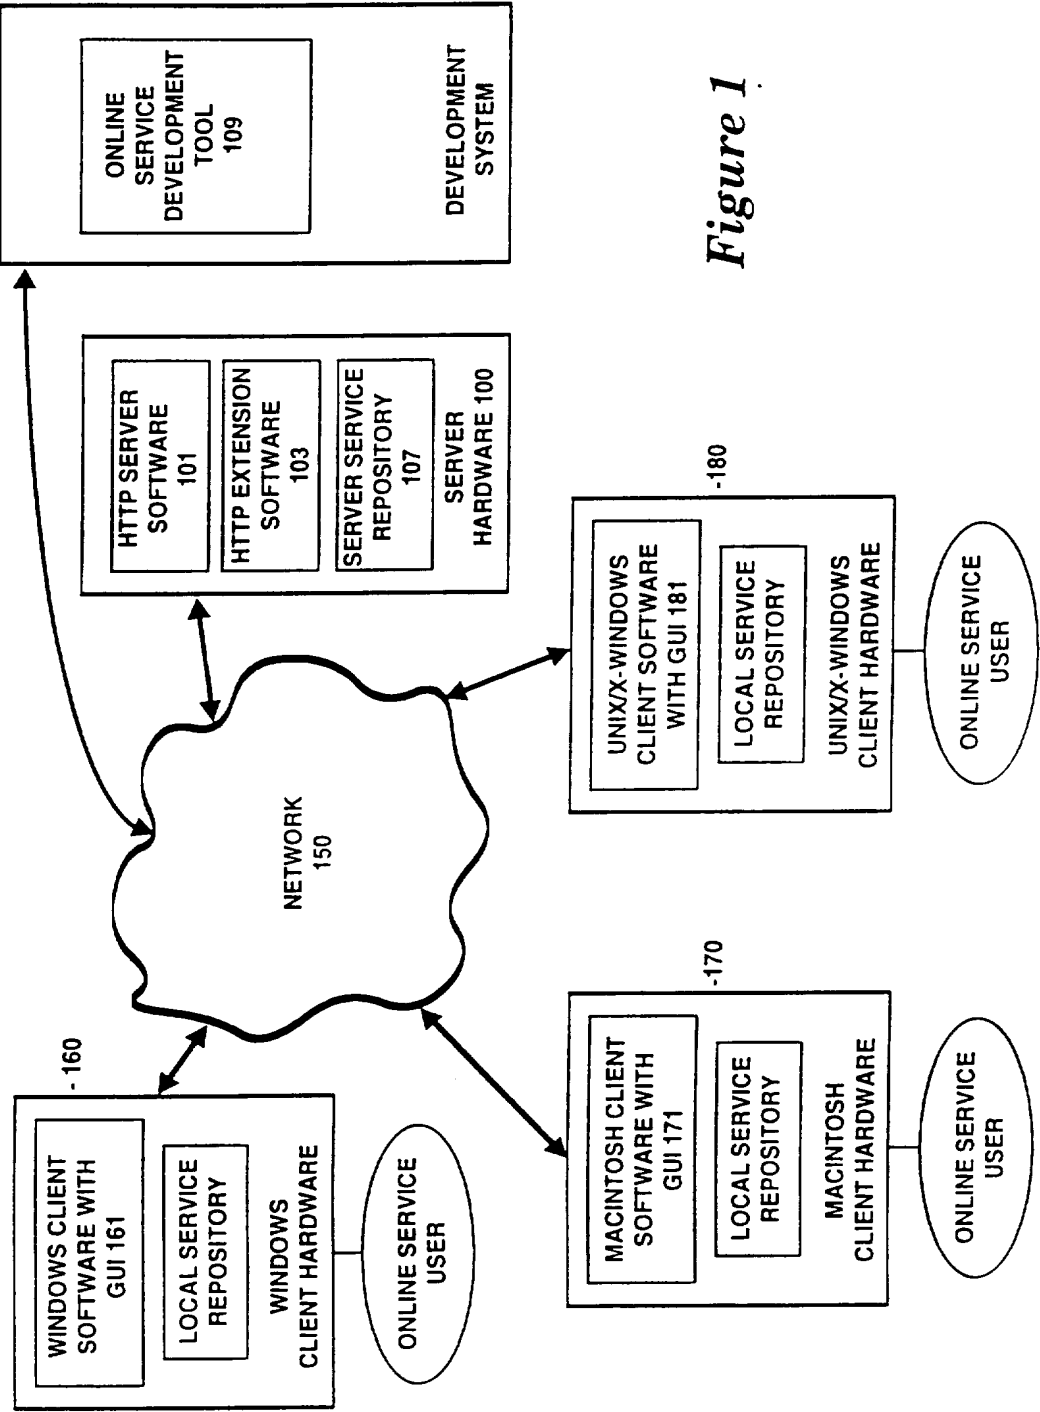 WINDOWS CLIENT
SOFTWARE WITH
GUI 161
LOCAL SERVICE
REPOSITORY
WINDOWS
CLIENT HARDWARE
-160
ONLINE SERVICE
USER
NETWORK
150
HTTP SERVER
SOFTWARE
101
HTTP EXTENSION
SOFTWARE
103
SERVER SERVICE
REPOSITORY
107
SERVER
HARDWARE 100
ONLINE
SERVICE
DEVELOPMENT
TOOL
109
DEVELOPMENT
SYSTEM
MACINTOSH CLIENT
SOFTWARE WITH
GUI 171
LOCAL SERVICE
REPOSITORY
MACINTOSH
CLIENT HARDWARE
-170
ONLINE SERVICE
USER
UNIX/X-WINDOWS
CLIENT SOFTWARE
WITH GUI 181
LOCAL SERVICE
REPOSITORY
UNIX/X-WINDOWS
CLIENT HARDWARE
-180
ONLINE SERVICE
USER
Figure 1